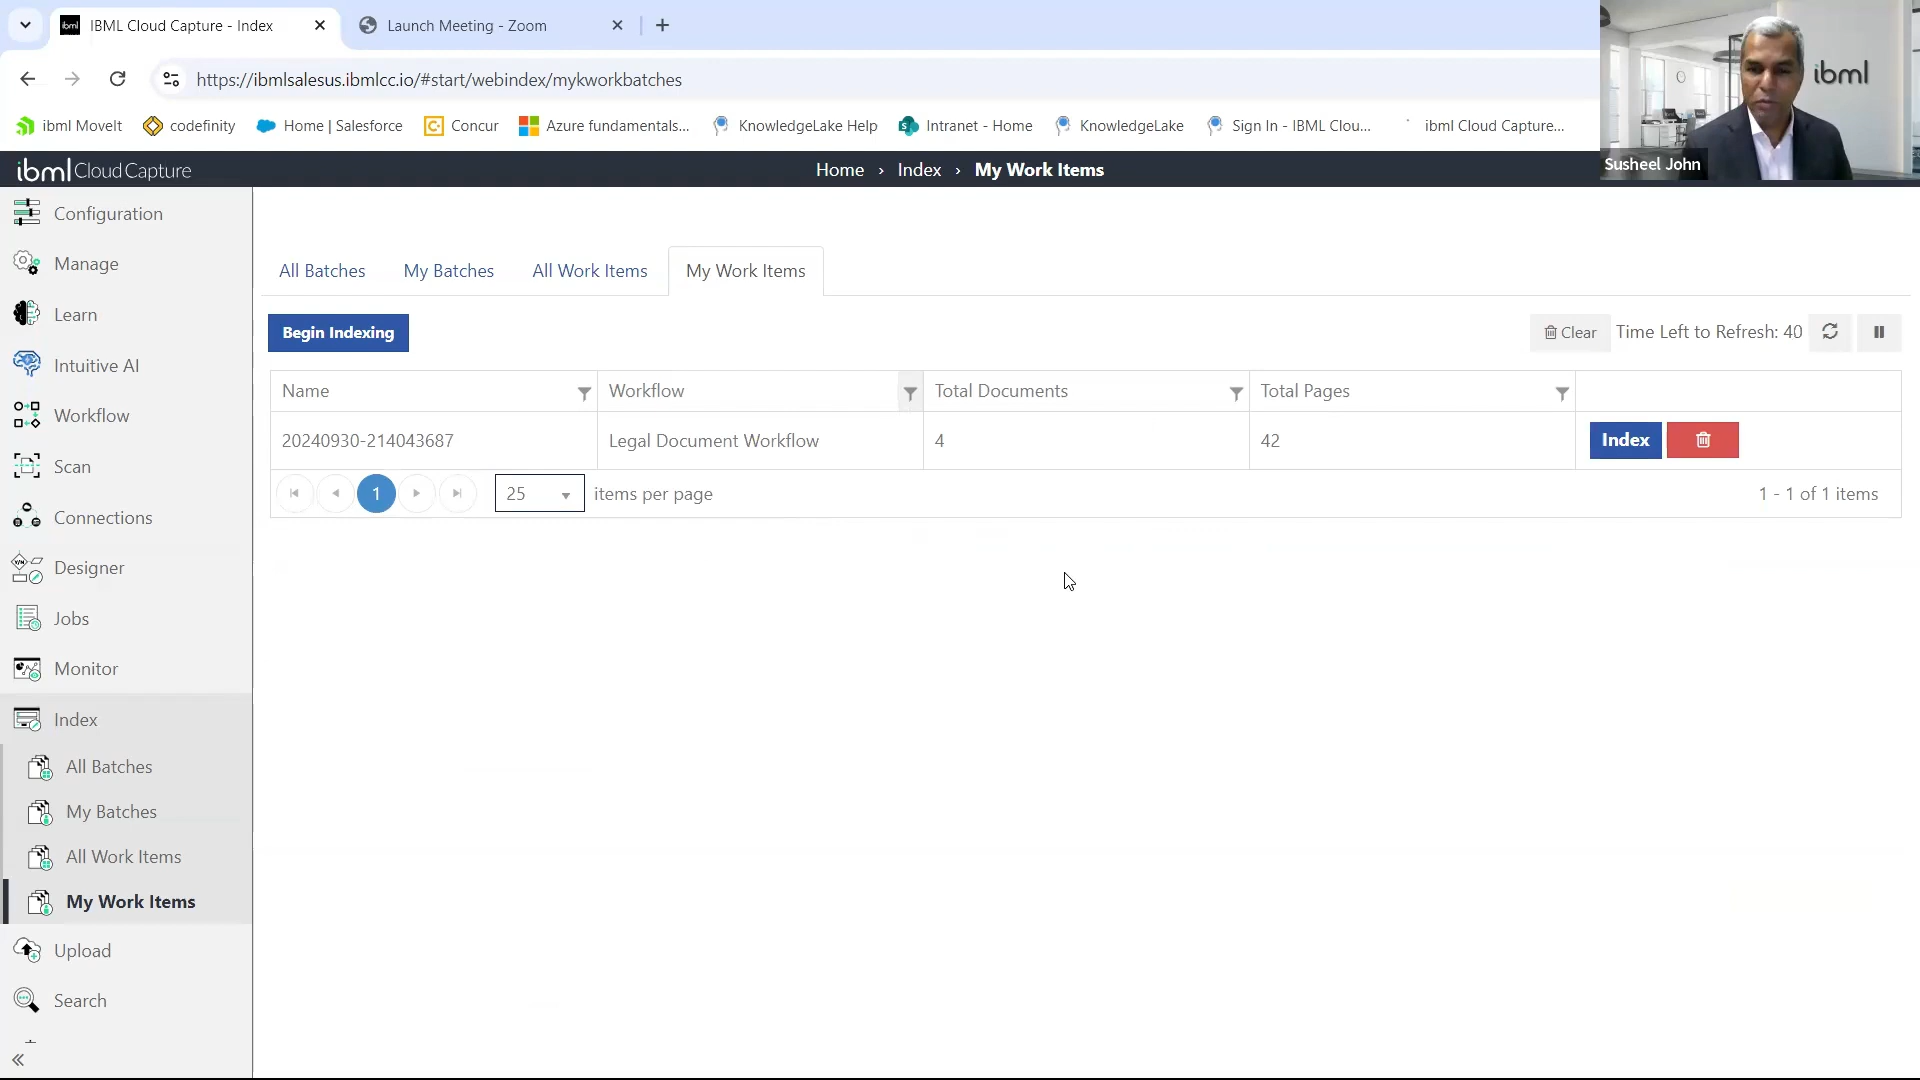 ibml IBML Cloud Capture - Index
Launch Meeting - Zoom
https://ibmlsalesus.ibmlcc.io/#start/webindex/mykworkbatches
ibml MoveIt codefinity Home | Salesforce Concur Azure fundamentals... KnowledgeLake Help Intranet - Home KnowledgeLake Sign In - IBML Clou... ibml Cloud Capture...
ibml
Susheel John
ibml Cloud Capture
Home › Index › My Work Items
Configuration
Manage
Learn
Intuitive AI
Workflow
Scan
Connections
Designer
Jobs
Monitor
Index
All Batches
My Batches
All Work Items
My Work Items
Upload
Search
All Batches My Batches All Work Items My Work Items
Begin Indexing
Clear Time Left to Refresh: 40
Name Workflow Total Documents Total Pages
20240930-214043687 Legal Document Workflow 4 42 Index
1 25 items per page 1 - 1 of 1 items